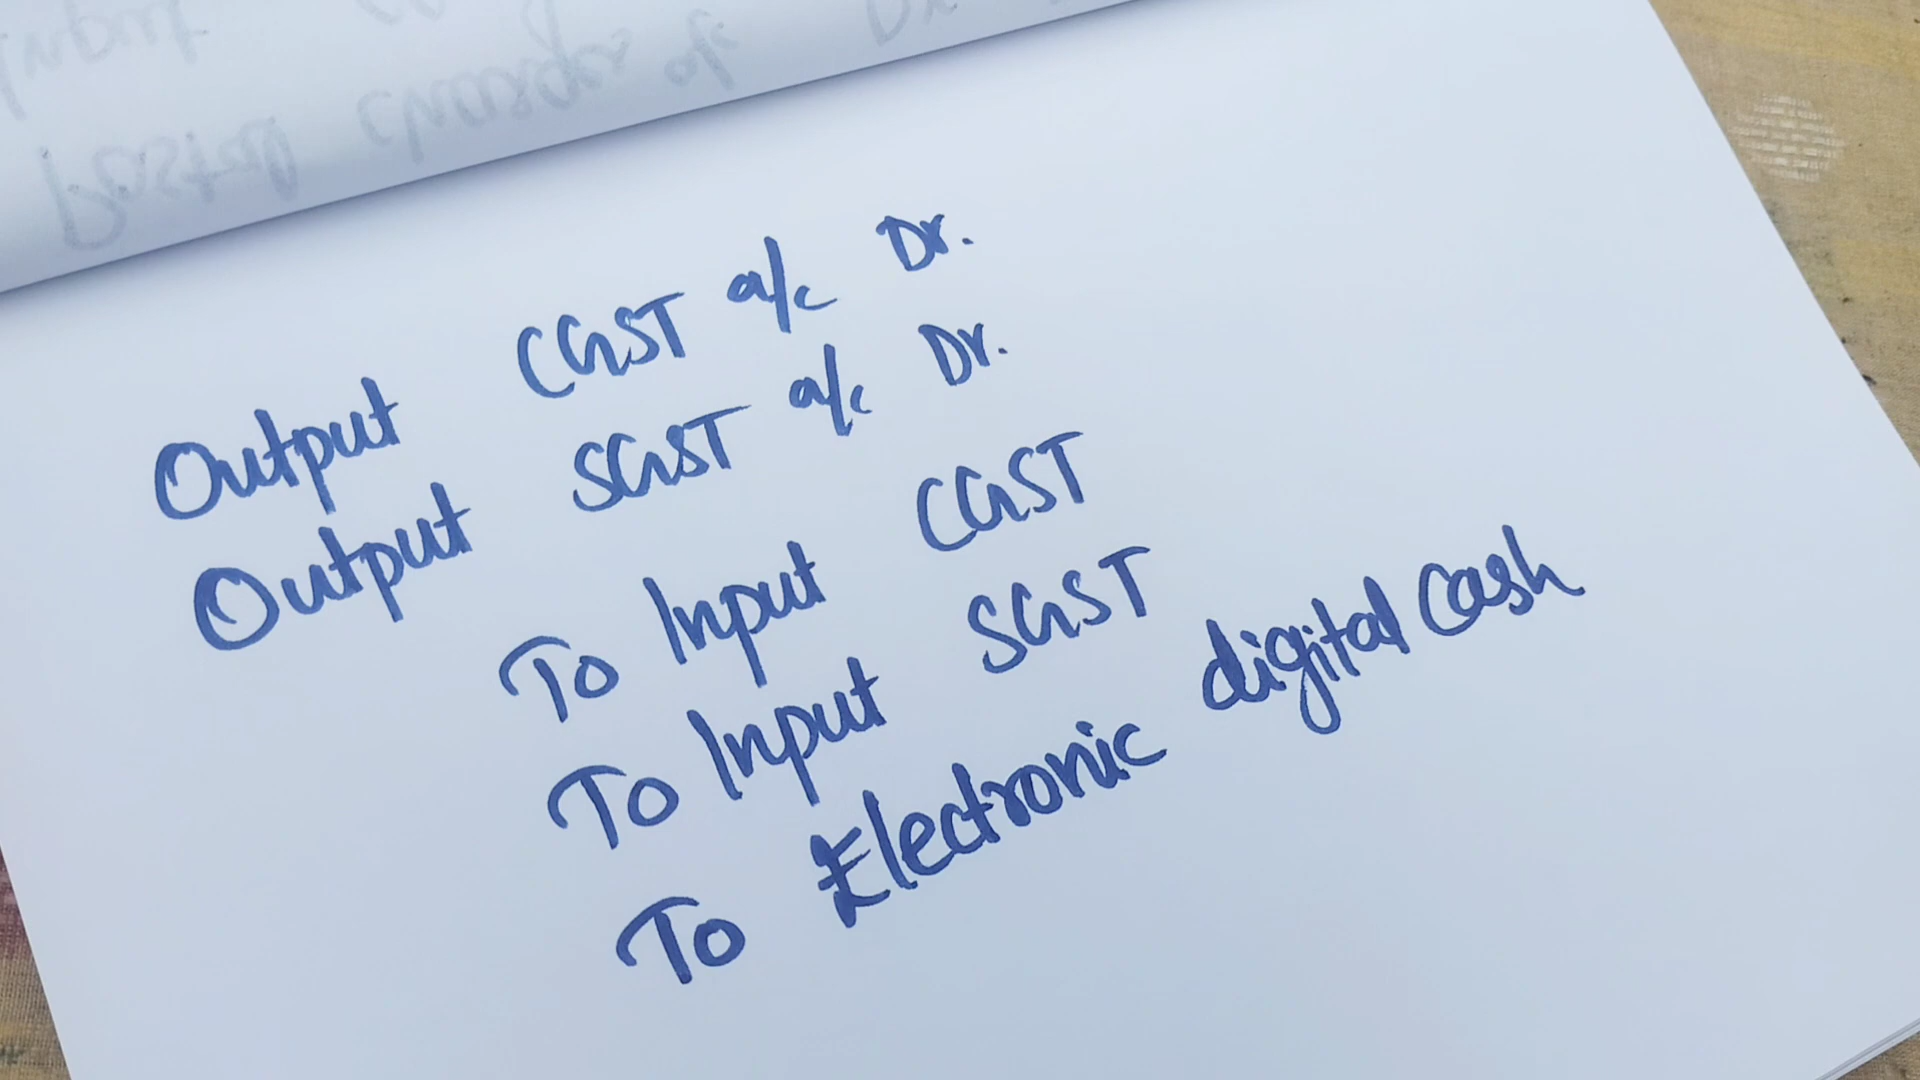 Output CGST a/c Dr.
Output SGST a/c Dr.
To Input CGST
To Input SGST
To Electronic digital cash